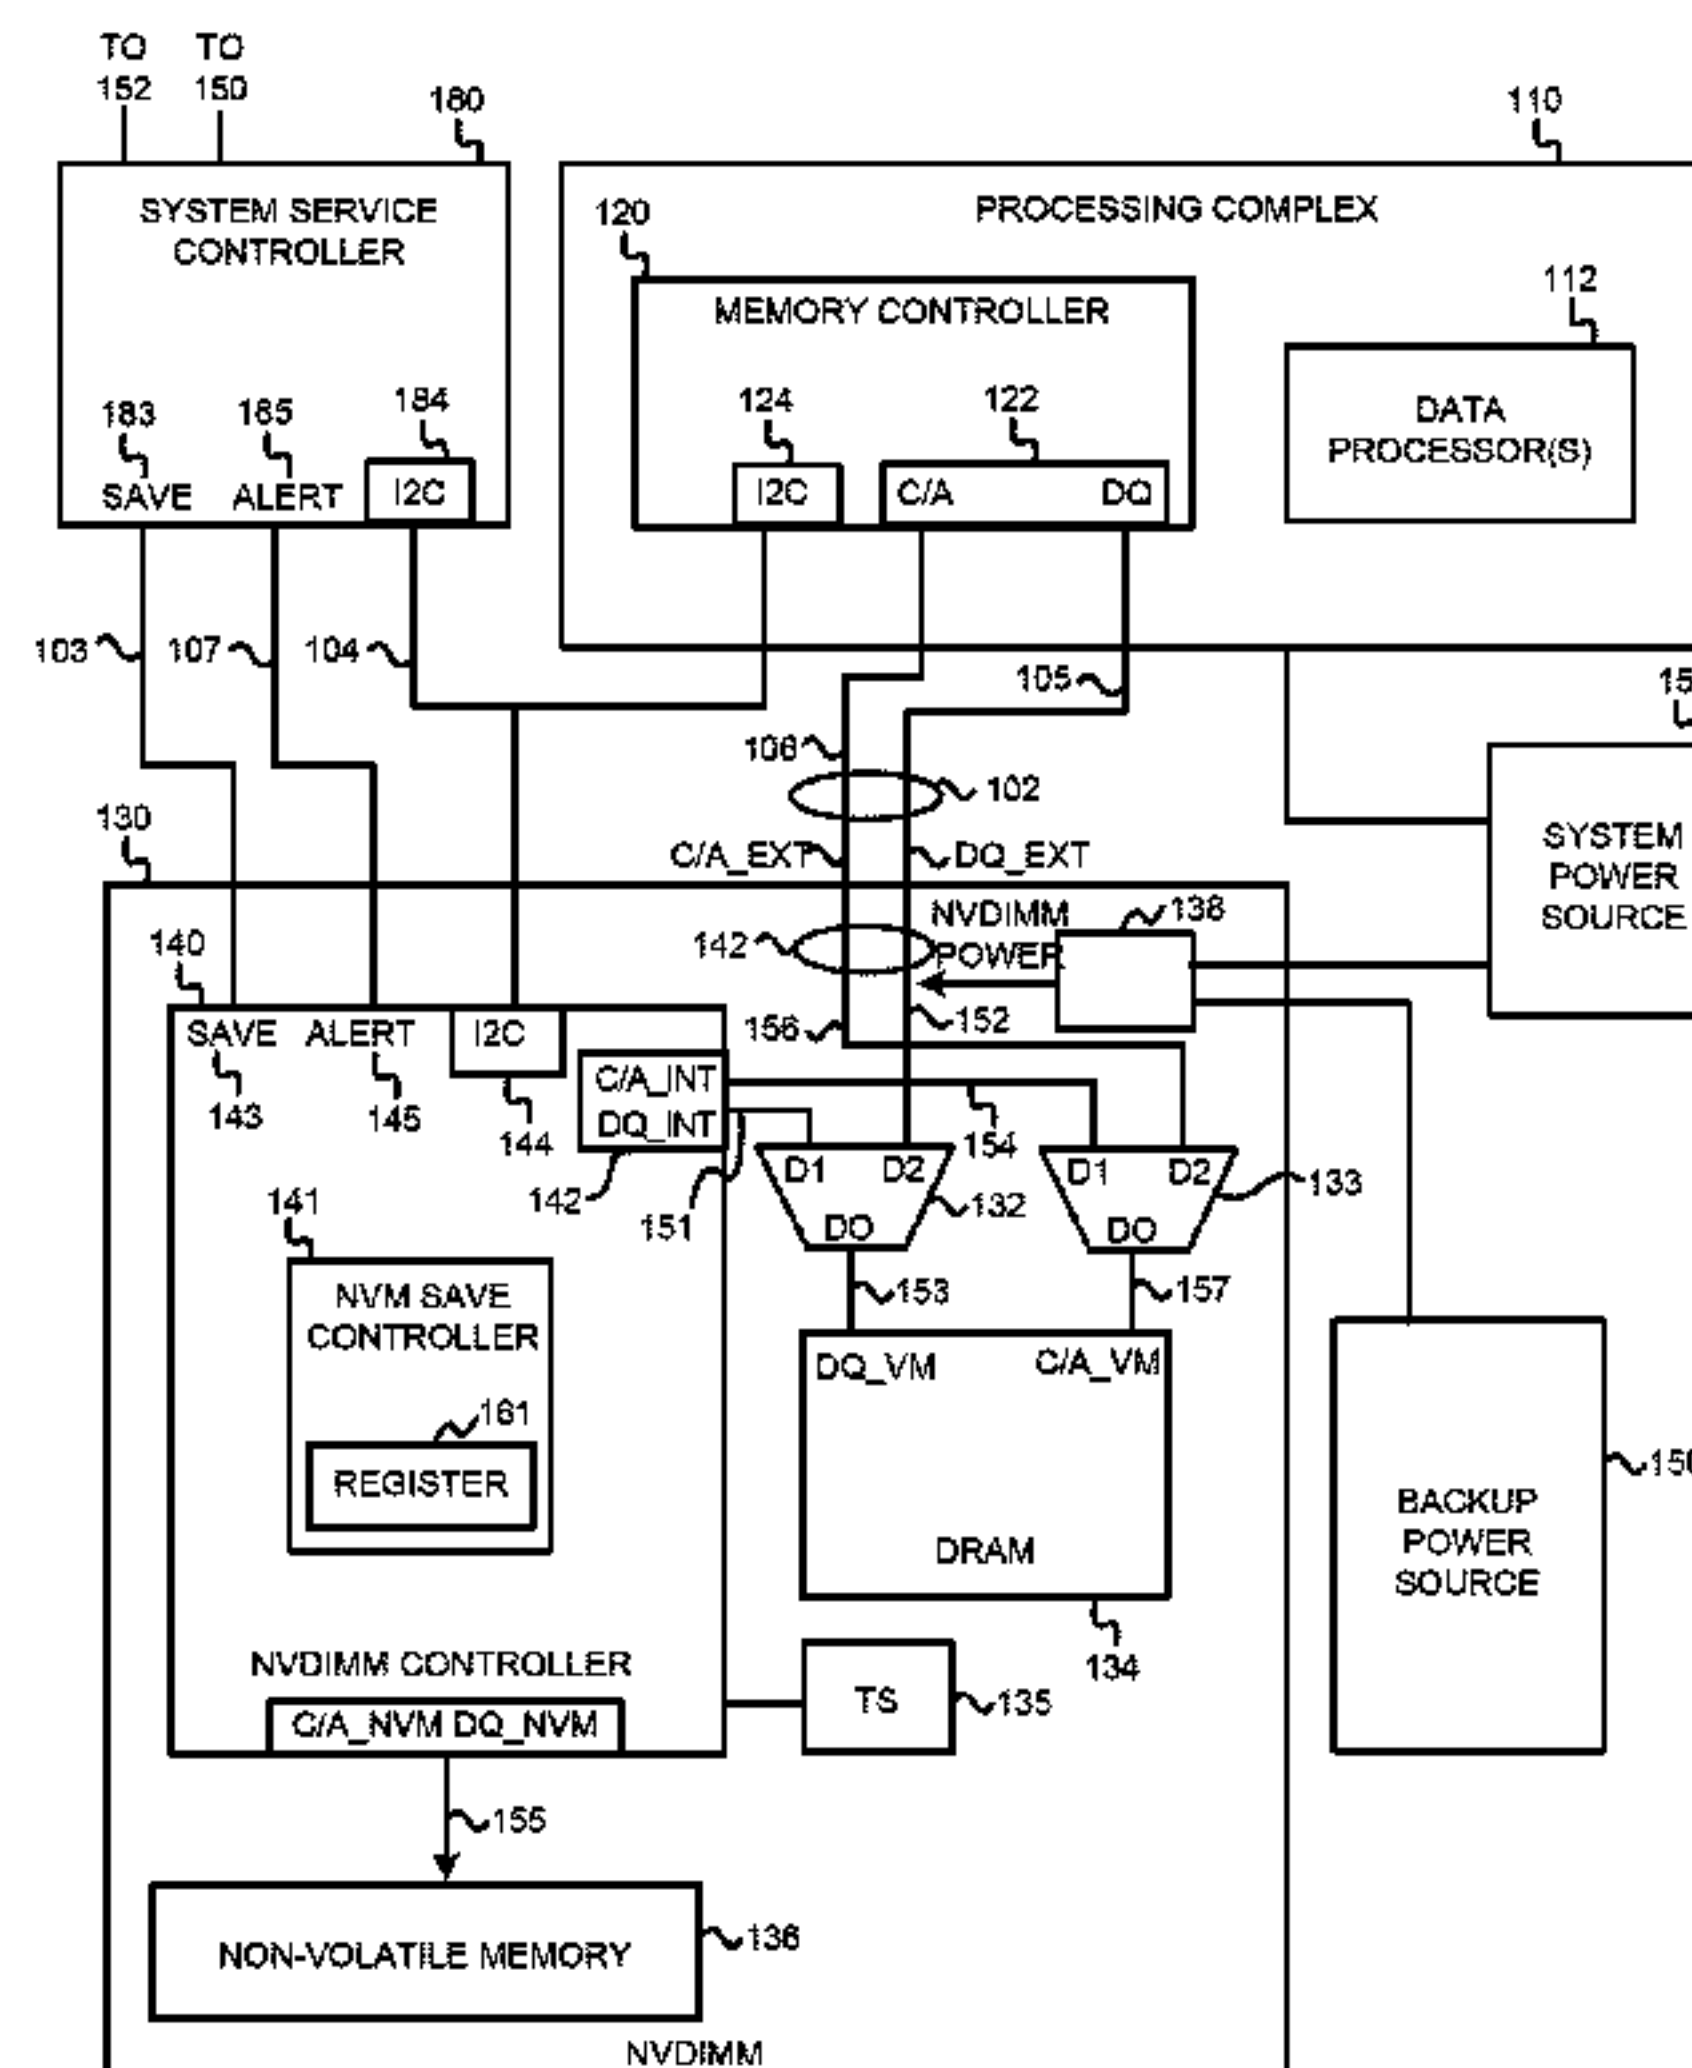 TO TO
152 150
180
110
SYSTEM SERVICE
CONTROLLER
120
PROCESSING COMPLEX
MEMORY CONTROLLER
112
183 185 184
124 122
DATA
PROCESSOR(S)
SAVE ALERT I2C
I2C C/A DQ
103 107 104
105
106
102
130
C/A_EXT DQ_EXT
SYSTEM
POWER
SOURCE
NVDIMM
POWER
138
140
142
156 152
SAVE ALERT I2C
C/A_INT
DQ_INT
143 145 144
154
142 151
D1 D2
DO
132
D1 D2
DO
133
141
153 157
NVM SAVE
CONTROLLER
DQ_VM C/A_VM
161
REGISTER
DRAM
134
BACKUP
POWER
SOURCE
NVDIMM CONTROLLER
C/A_NVM DQ_NVM
TS
135
155
NON-VOLATILE MEMORY
136
NVDIMM